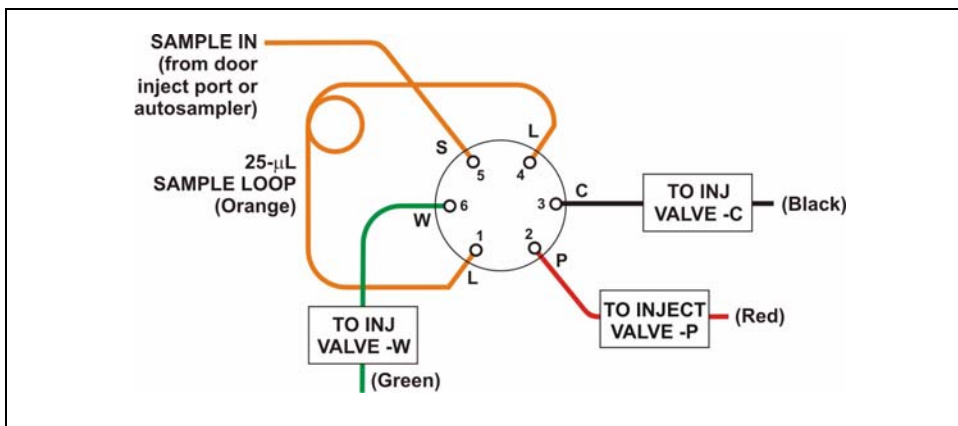 SAMPLE IN
(from door
inject port or
autosampler)
25-μL
SAMPLE LOOP
(Orange)
S
5
L
4
W
6
C
3
TO INJ
VALVE -C
(Black)
1
L
2
P
TO INJECT
VALVE -P
(Red)
TO INJ
VALVE -W
(Green)